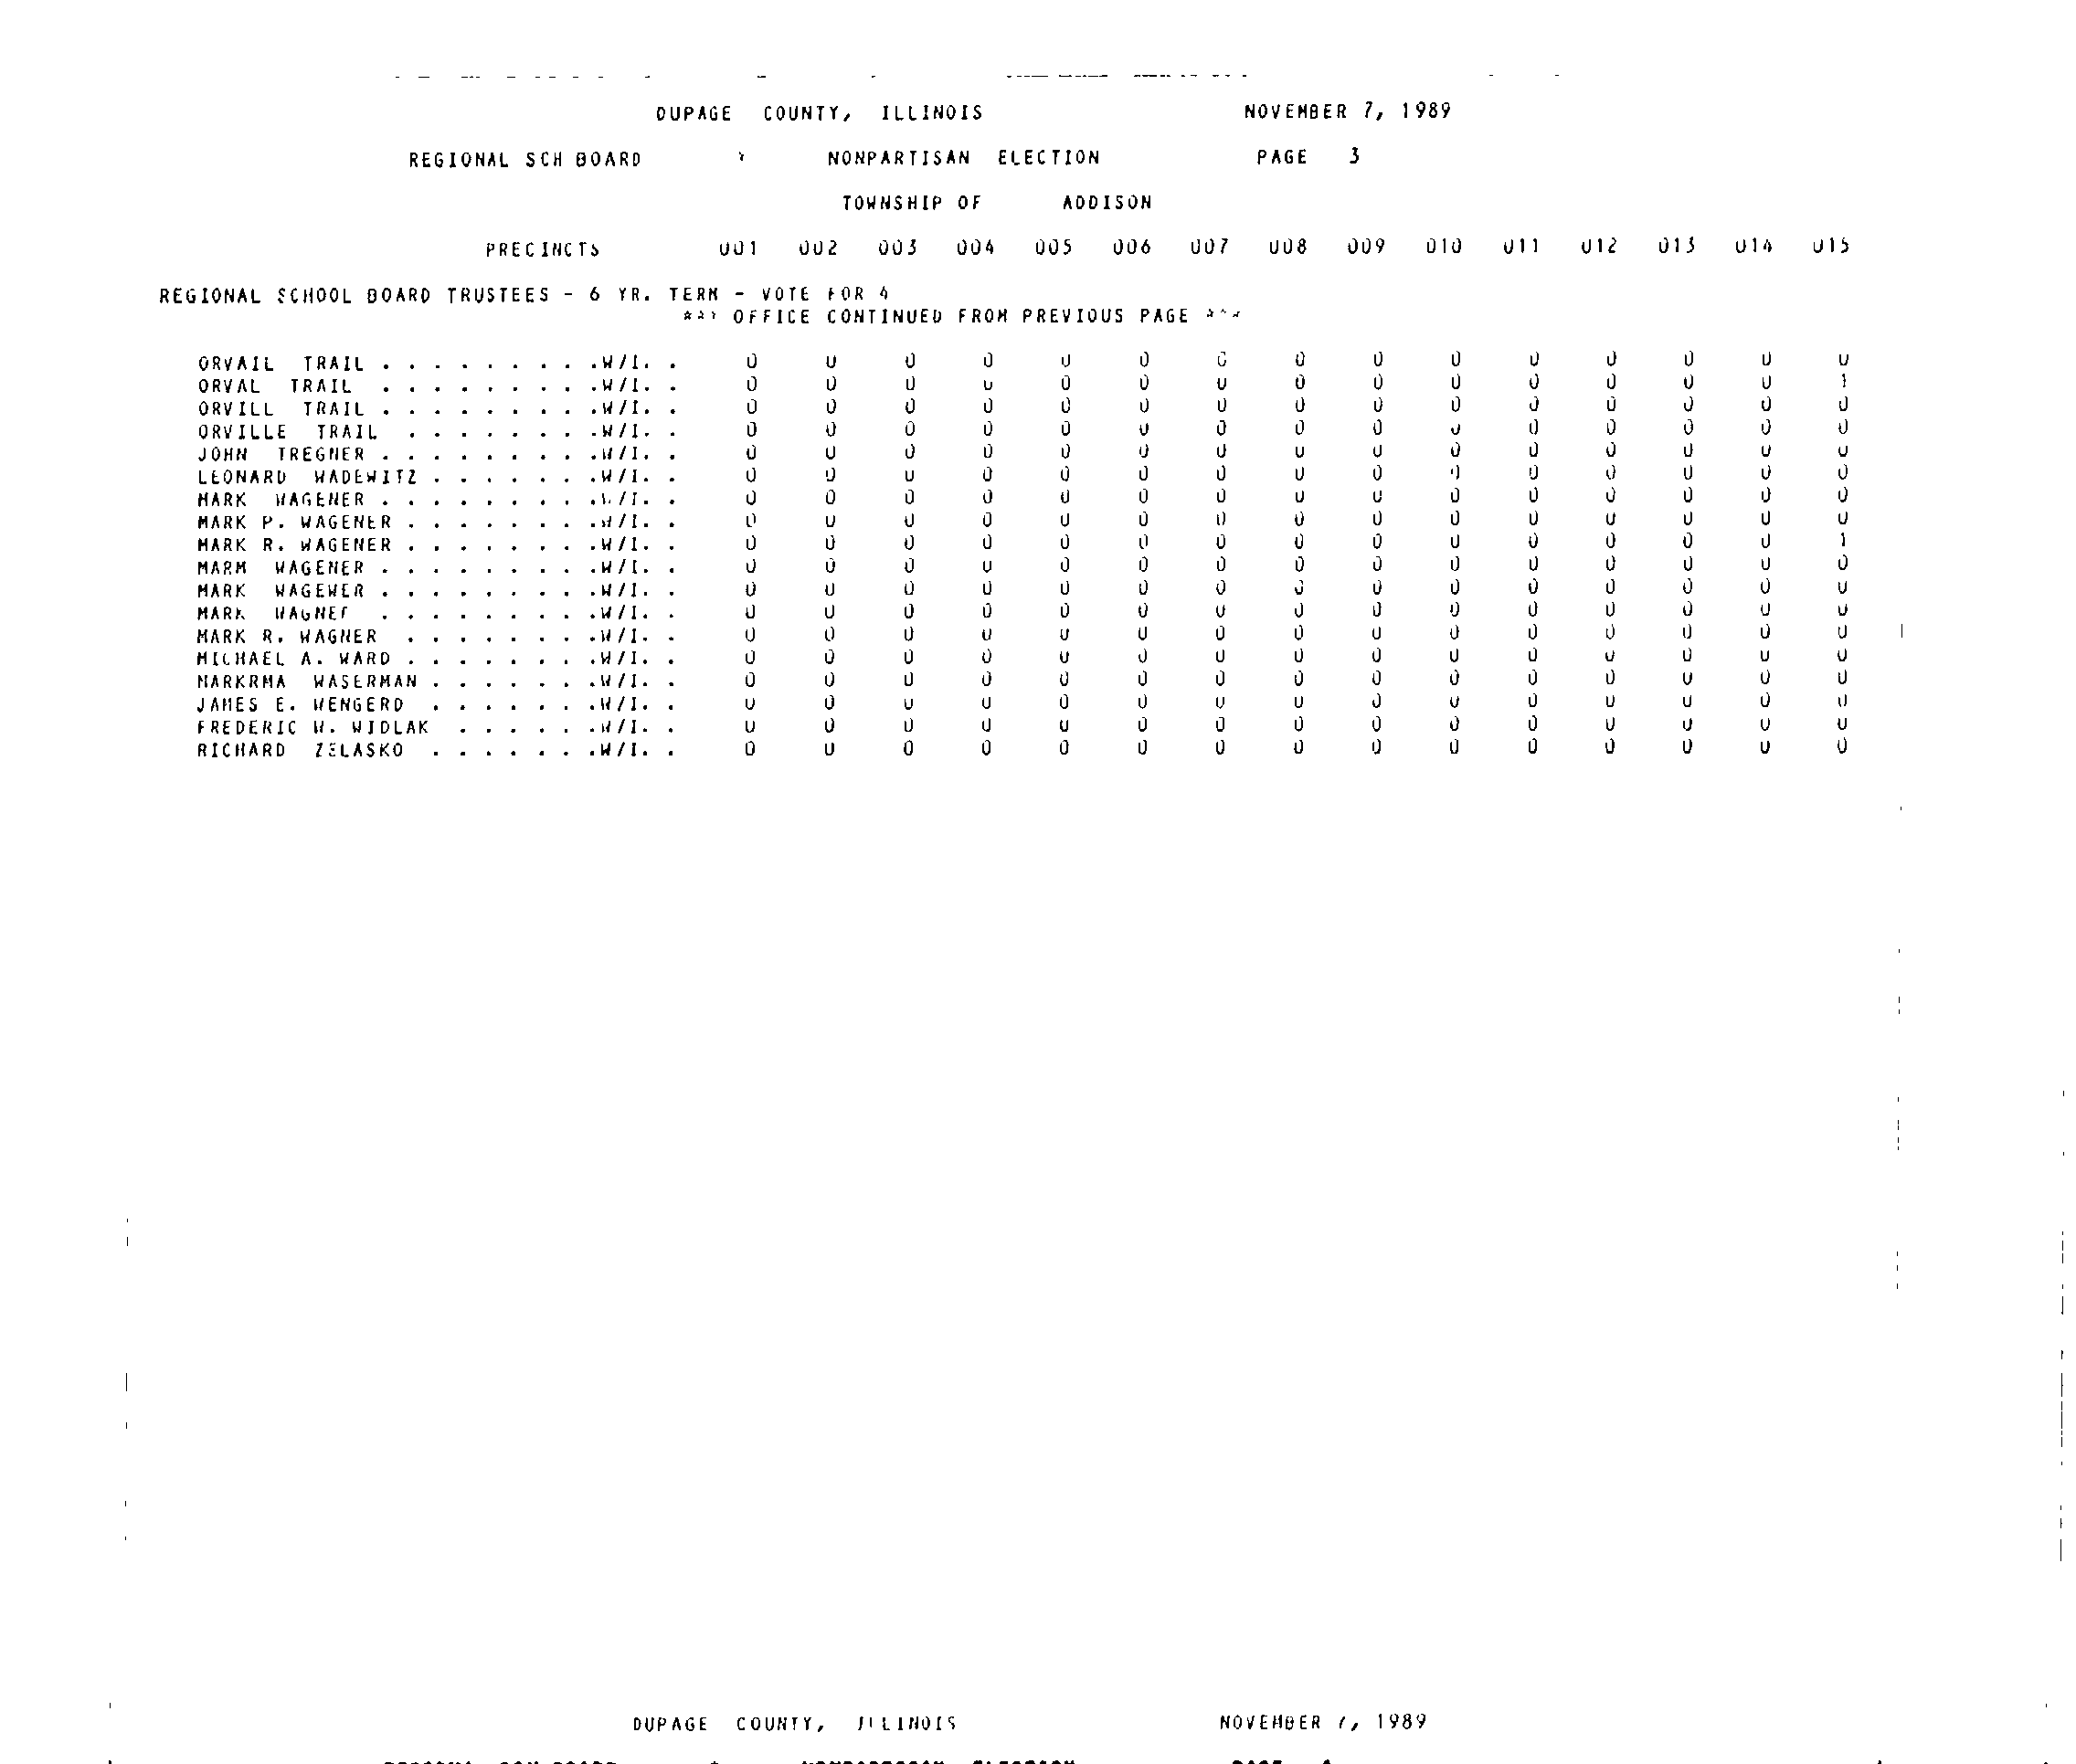 DUPAGE COUNTY, ILLINOIS NOVEMBER 7, 1989
REGIONAL SCH BOARD * NONPARTISAN ELECTION PAGE 3
TOWNSHIP OF ADDISON
PRECINCTS 001 002 003 004 005 006 007 008 009 010 011 012 013 014 015
REGIONAL SCHOOL BOARD TRUSTEES - 6 YR. TERM - VOTE FOR 4
*** OFFICE CONTINUED FROM PREVIOUS PAGE ***
ORVAIL TRAIL . . . . . . . . .W/I. . 0 0 0 0 0 0 0 0 0 0 0 0 0 0 0
ORVAL TRAIL . . . . . . . . .W/I. . 0 0 0 0 0 0 0 0 0 0 0 0 0 0 1
ORVILL TRAIL . . . . . . . . .W/I. . 0 0 0 0 0 0 0 0 0 0 0 0 0 0 0
ORVILLE TRAIL . . . . . . . .W/I. . 0 0 0 0 0 0 0 0 0 0 0 0 0 0 0
JOHN TREGNER . . . . . . . . .W/I. . 0 0 0 0 0 0 0 0 0 0 0 0 0 0 0
LEONARD WADEWITZ . . . . . . .W/I. . 0 0 0 0 0 0 0 0 0 0 0 0 0 0 0
MARK WAGENER . . . . . . . . .W/I. . 0 0 0 0 0 0 0 0 0 0 0 0 0 0 0
MARK P. WAGENER . . . . . . . .W/I. . 0 0 0 0 0 0 0 0 0 0 0 0 0 0 0
MARK R. WAGENER . . . . . . . .W/I. . 0 0 0 0 0 0 0 0 0 0 0 0 0 0 1
MARM WAGENER . . . . . . . . .W/I. . 0 0 0 0 0 0 0 0 0 0 0 0 0 0 0
MARK WAGEWER . . . . . . . . .W/I. . 0 0 0 0 0 0 0 0 0 0 0 0 0 0 0
MARK . . . . . . . . .W/I. . 0 0 0 0 0 0 0 0 0 0 0 0 0 0 0
MARK R. WAGNER . . . . . . . .W/I. . 0 0 0 0 0 0 0 0 0 0 0 0 0 0 0
MICHAEL A. WARD . . . . . . . .W/I. . 0 0 0 0 0 0 0 0 0 0 0 0 0 0 0
MARKRMA WASERMAN . . . . . . .W/I. . 0 0 0 0 0 0 0 0 0 0 0 0 0 0 0
JAMES E. WENGERD . . . . . . .W/I. . 0 0 0 0 0 0 0 0 0 0 0 0 0 0 0
FREDERIC W. WIDLAK . . . . . .W/I. . 0 0 0 0 0 0 0 0 0 0 0 0 0 0 0
RICHARD ZELASKO . . . . . . .W/I. . 0 0 0 0 0 0 0 0 0 0 0 0 0 0 0
DUPAGE COUNTY, ILLINOIS NOVEMBER 7, 1989